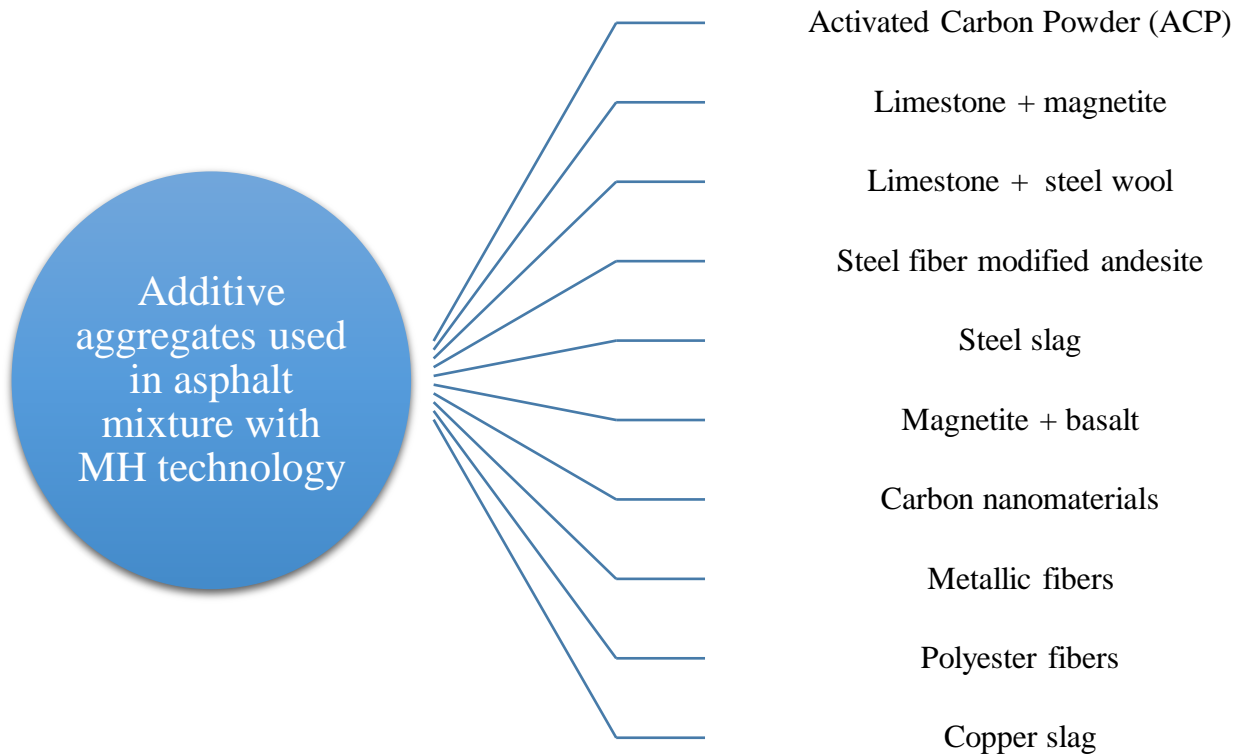 Additive
aggregates used
in asphalt
mixture with
MH technology
Activated Carbon Powder (ACP)
Limestone + magnetite
Limestone + steel wool
Steel fiber modified andesite
Steel slag
Magnetite + basalt
Carbon nanomaterials
Metallic fibers
Polyester fibers
Copper slag